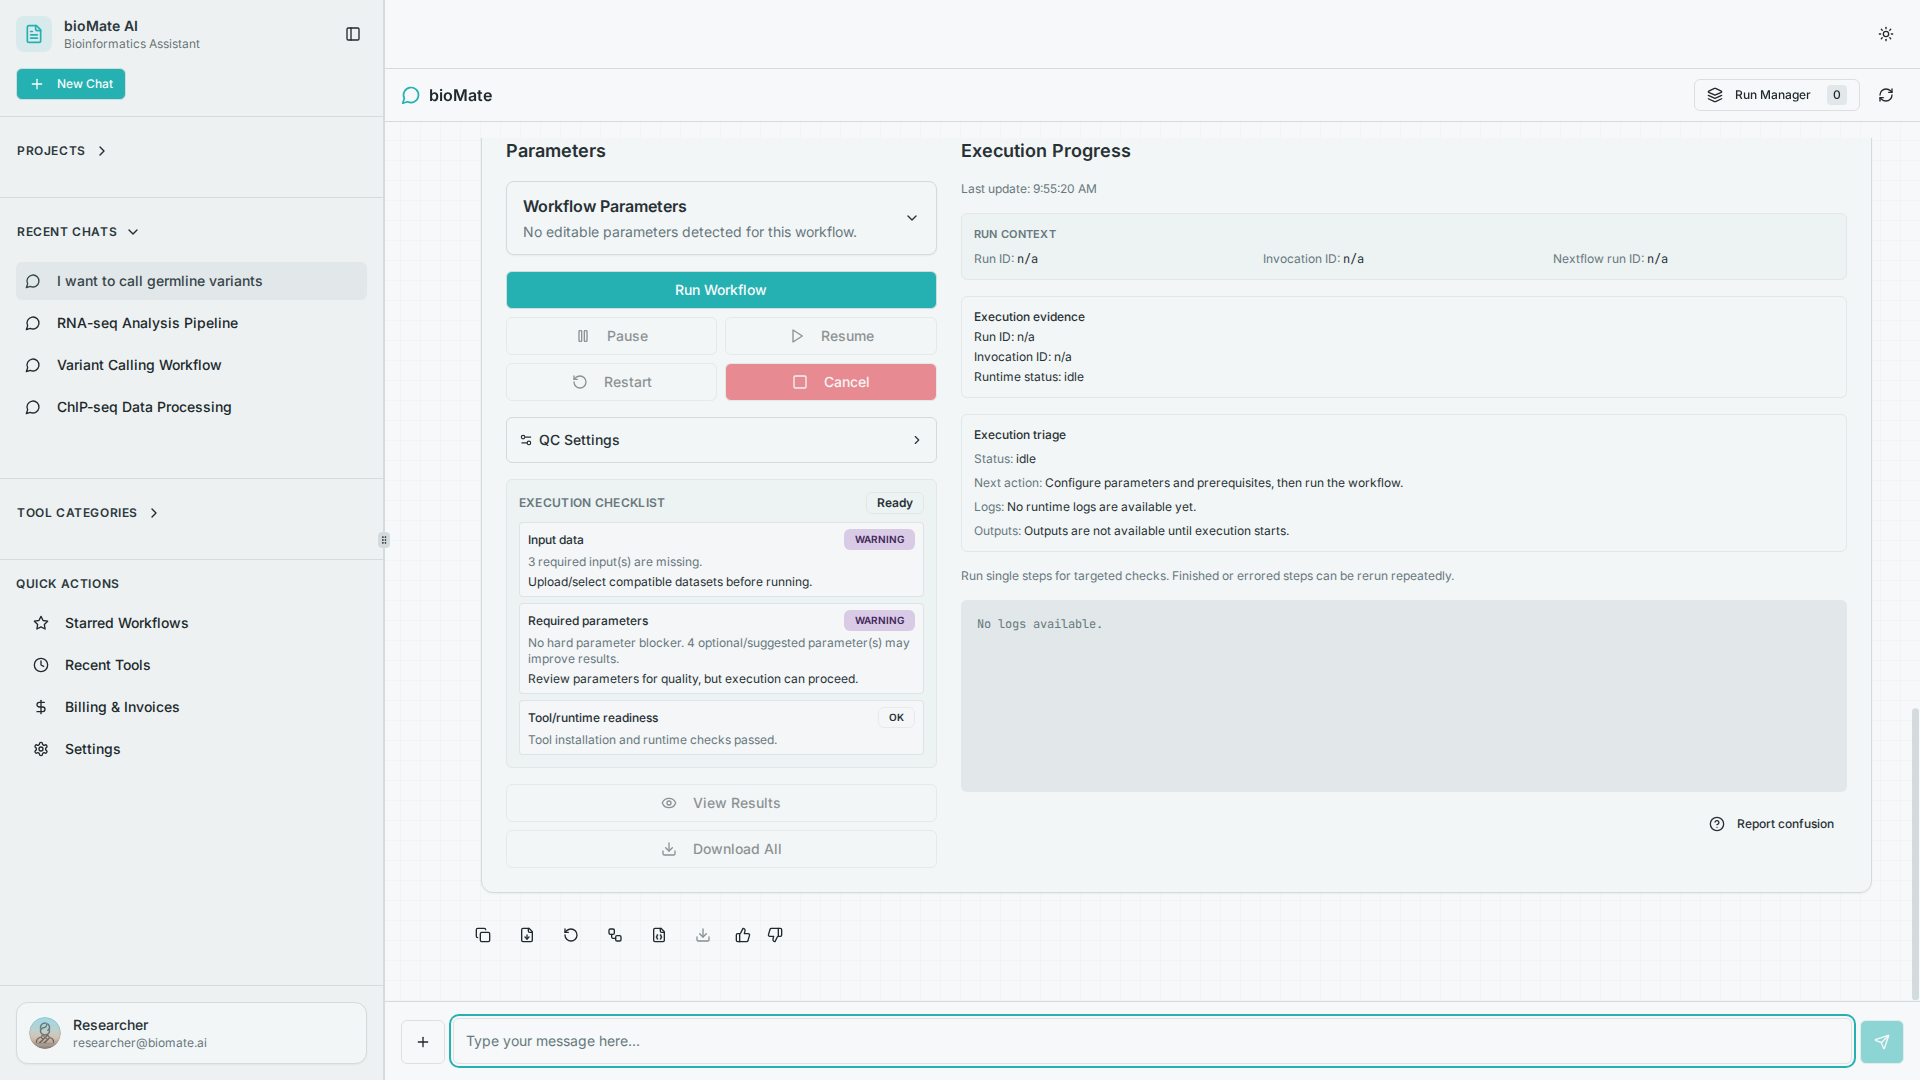 bioMate AI
Bioinformatics Assistant
New Chat
PROJECTS
RECENT CHATS
I want to call germline variants
RNA-seq Analysis Pipeline
Variant Calling Workflow
ChIP-seq Data Processing
TOOL CATEGORIES
QUICK ACTIONS
Starred Workflows
Recent Tools
Billing & Invoices
Settings
Researcher
researcher@biomate.ai
bioMate
Run Manager 0
Parameters
Workflow Parameters
No editable parameters detected for this workflow.
Run Workflow
Pause
Resume
Restart
Cancel
QC Settings
EXECUTION CHECKLIST
Ready
Input data
WARNING
3 required input(s) are missing.
Upload/select compatible datasets before running.
Required parameters
WARNING
No hard parameter blocker. 4 optional/suggested parameter(s) may
improve results.
Review parameters for quality, but execution can proceed.
Tool/runtime readiness
OK
Tool installation and runtime checks passed.
View Results
Download All
Execution Progress
Last update: 9:55:20 AM
RUN CONTEXT
Run ID: n/a
Invocation ID: n/a
Nextflow run ID: n/a
Execution evidence
Run ID: n/a
Invocation ID: n/a
Runtime status: idle
Execution triage
Status: idle
Next action: Configure parameters and prerequisites, then run the workflow.
Logs: No runtime logs are available yet.
Outputs: Outputs are not available until execution starts.
Run single steps for targeted checks. Finished or errored steps can be rerun repeatedly.
No logs available.
Report confusion
Type your message here...